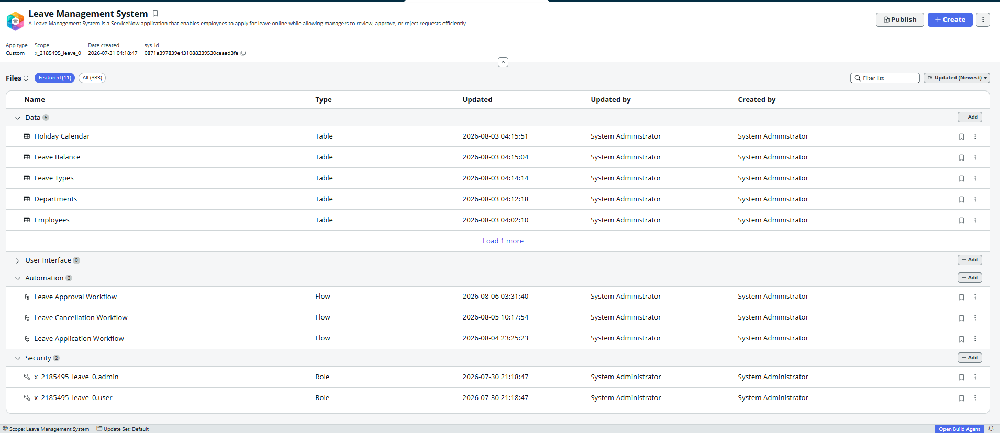 Leave Management System
A Leave Management System is a ServiceNow application that enables employees to apply for leave online while allowing managers to review, approve, or reject requests efficiently.
Publish
+ Create
App type Scope Date created sys_id
Custom x_2185495_leave_0 2026-07-31 04:18:47 0871a397839e431088339530ceaad3fe
Files Featured (11) All (333) Filter list Updated (Newest)
Name Type Updated Updated by Created by
Data 6 + Add
Holiday Calendar Table 2026-08-03 04:15:51 System Administrator System Administrator
Leave Balance Table 2026-08-03 04:15:04 System Administrator System Administrator
Leave Types Table 2026-08-03 04:14:14 System Administrator System Administrator
Departments Table 2026-08-03 04:12:18 System Administrator System Administrator
Employees Table 2026-08-03 04:02:10 System Administrator System Administrator
Load 1 more
User Interface 0 + Add
Automation 3 + Add
Leave Approval Workflow Flow 2026-08-06 03:31:40 System Administrator System Administrator
Leave Cancellation Workflow Flow 2026-08-05 10:17:54 System Administrator System Administrator
Leave Application Workflow Flow 2026-08-04 23:25:23 System Administrator System Administrator
Security 2 + Add
x_2185495_leave_0.admin Role 2026-07-30 21:18:47 System Administrator System Administrator
x_2185495_leave_0.user Role 2026-07-30 21:18:47 System Administrator System Administrator
Scope: Leave Management System Update Set: Default Open Build Agent